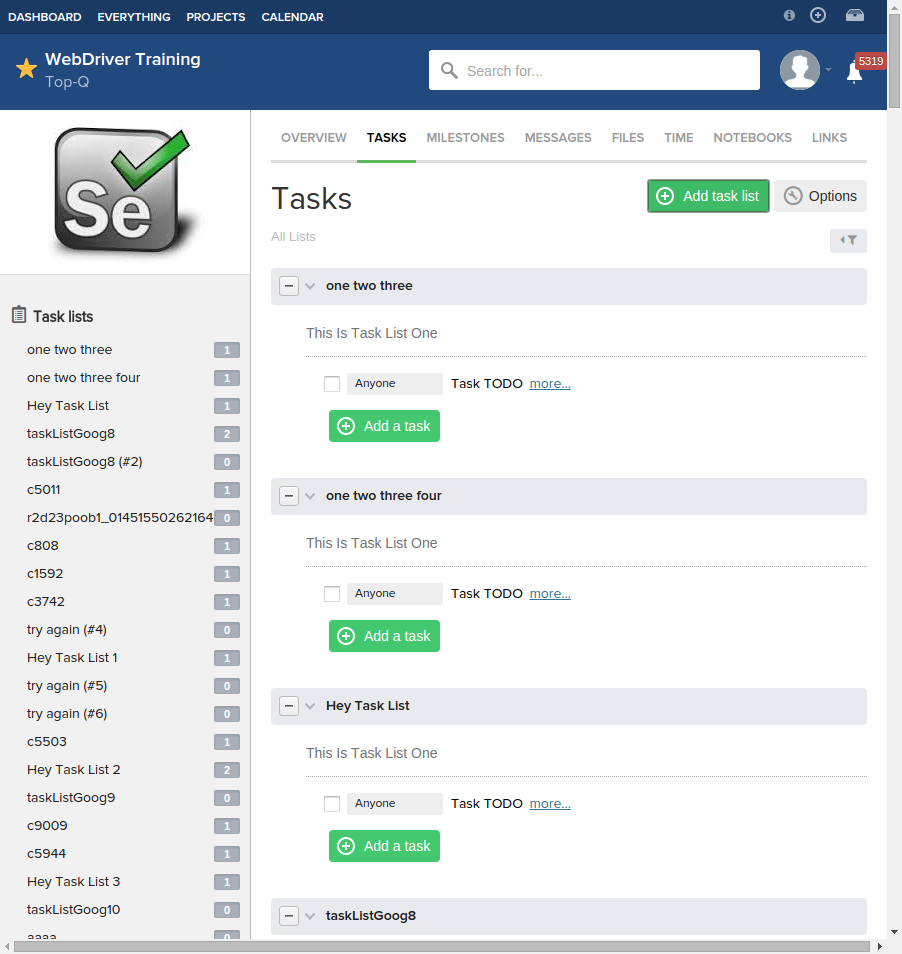 DASHBOARD EVERYTHING PROJECTS CALENDAR
WebDriver Training
Top-Q
Search for...
5319
Se
OVERVIEW TASKS MILESTONES MESSAGES FILES TIME NOTEBOOKS LINKS
Tasks
Add task list
Options
All Lists
Task lists
one two three 1
one two three four 1
Hey Task List 1
taskListGoog8 2
taskListGoog8 (#2) 0
c5011 1
r2d23poob1_01451550262164 0
c808 1
c1592 1
c3742 1
try again (#4) 0
Hey Task List 1 1
try again (#5) 0
try again (#6) 0
c5503 1
Hey Task List 2 2
taskListGoog9 0
c9009 1
c5944 1
Hey Task List 3 1
taskListGoog10 0
aaaa 0
one two three
This Is Task List One
Anyone Task TODO more...
Add a task
one two three four
This Is Task List One
Anyone Task TODO more...
Add a task
Hey Task List
This Is Task List One
Anyone Task TODO more...
Add a task
taskListGoog8